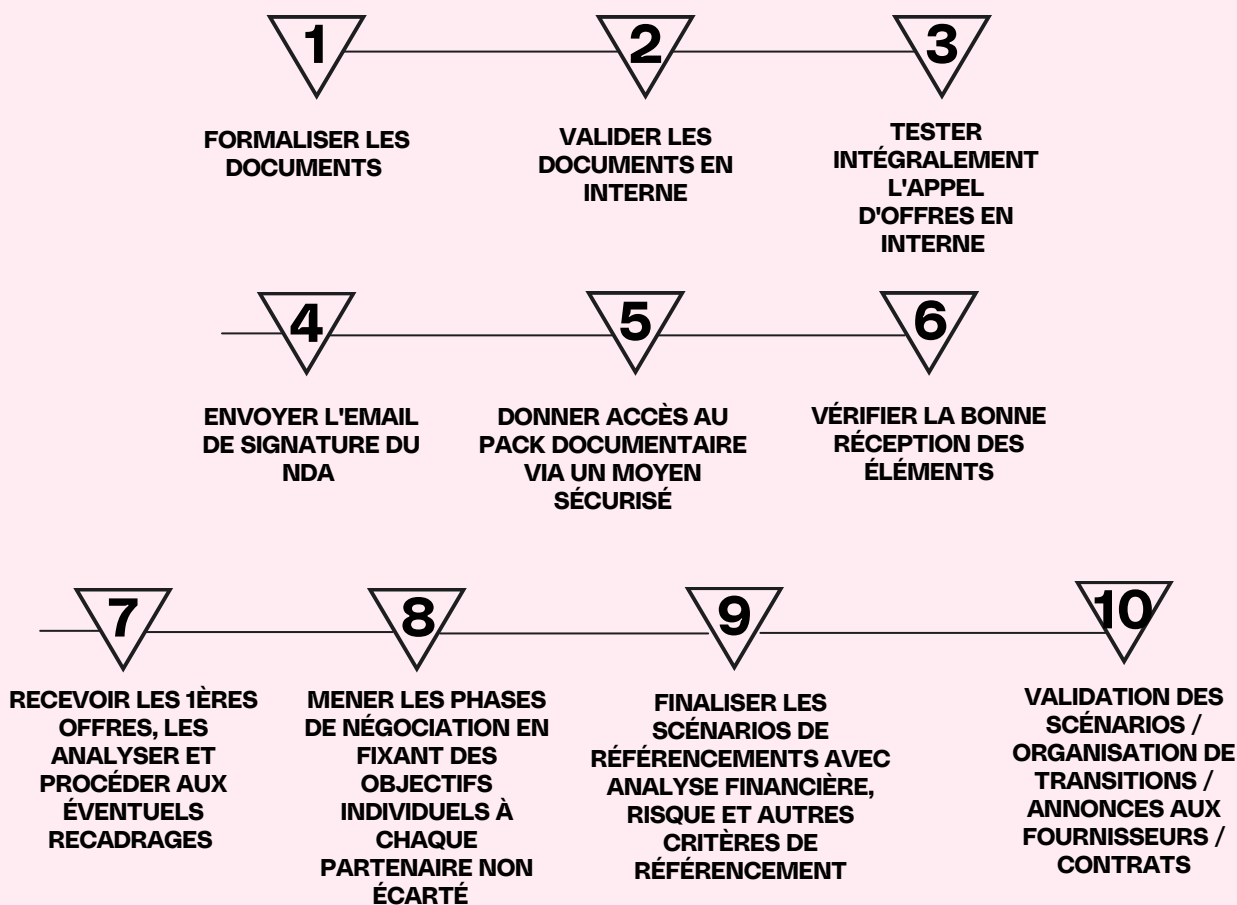 1
FORMALISER LES
DOCUMENTS
2
VALIDER LES
DOCUMENTS EN
INTERNE
3
TESTER
INTÉGRALEMENT
L'APPEL
D'OFFRES EN
INTERNE
4
ENVOYER L'EMAIL
DE SIGNATURE DU
NDA
5
DONNER ACCÈS AU
PACK DOCUMENTAIRE
VIA UN MOYEN
SÉCURISÉ
6
VÉRIFIER LA BONNE
RÉCEPTION DES
ÉLÉMENTS
7
RECEVOIR LES 1ÈRES
OFFRES, LES
ANALYSER ET
PROCÉDER AUX
ÉVENTUELS
RECADRAGES
8
MENER LES PHASES
DE NÉGOCIATION EN
FIXANT DES
OBJECTIFS
INDIVIDUELS À
CHAQUE
PARTENAIRE NON
ÉCARTÉ
9
FINALISER LES
SCÉNARIOS DE
RÉFÉRENCEMENTS AVEC
ANALYSE FINANCIÈRE,
RISQUE ET AUTRES
CRITÈRES DE
RÉFÉRENCEMENT
10
VALIDATION DES
SCÉNARIOS /
ORGANISATION DE
TRANSITIONS /
ANNONCES AUX
FOURNISSEURS /
CONTRATS